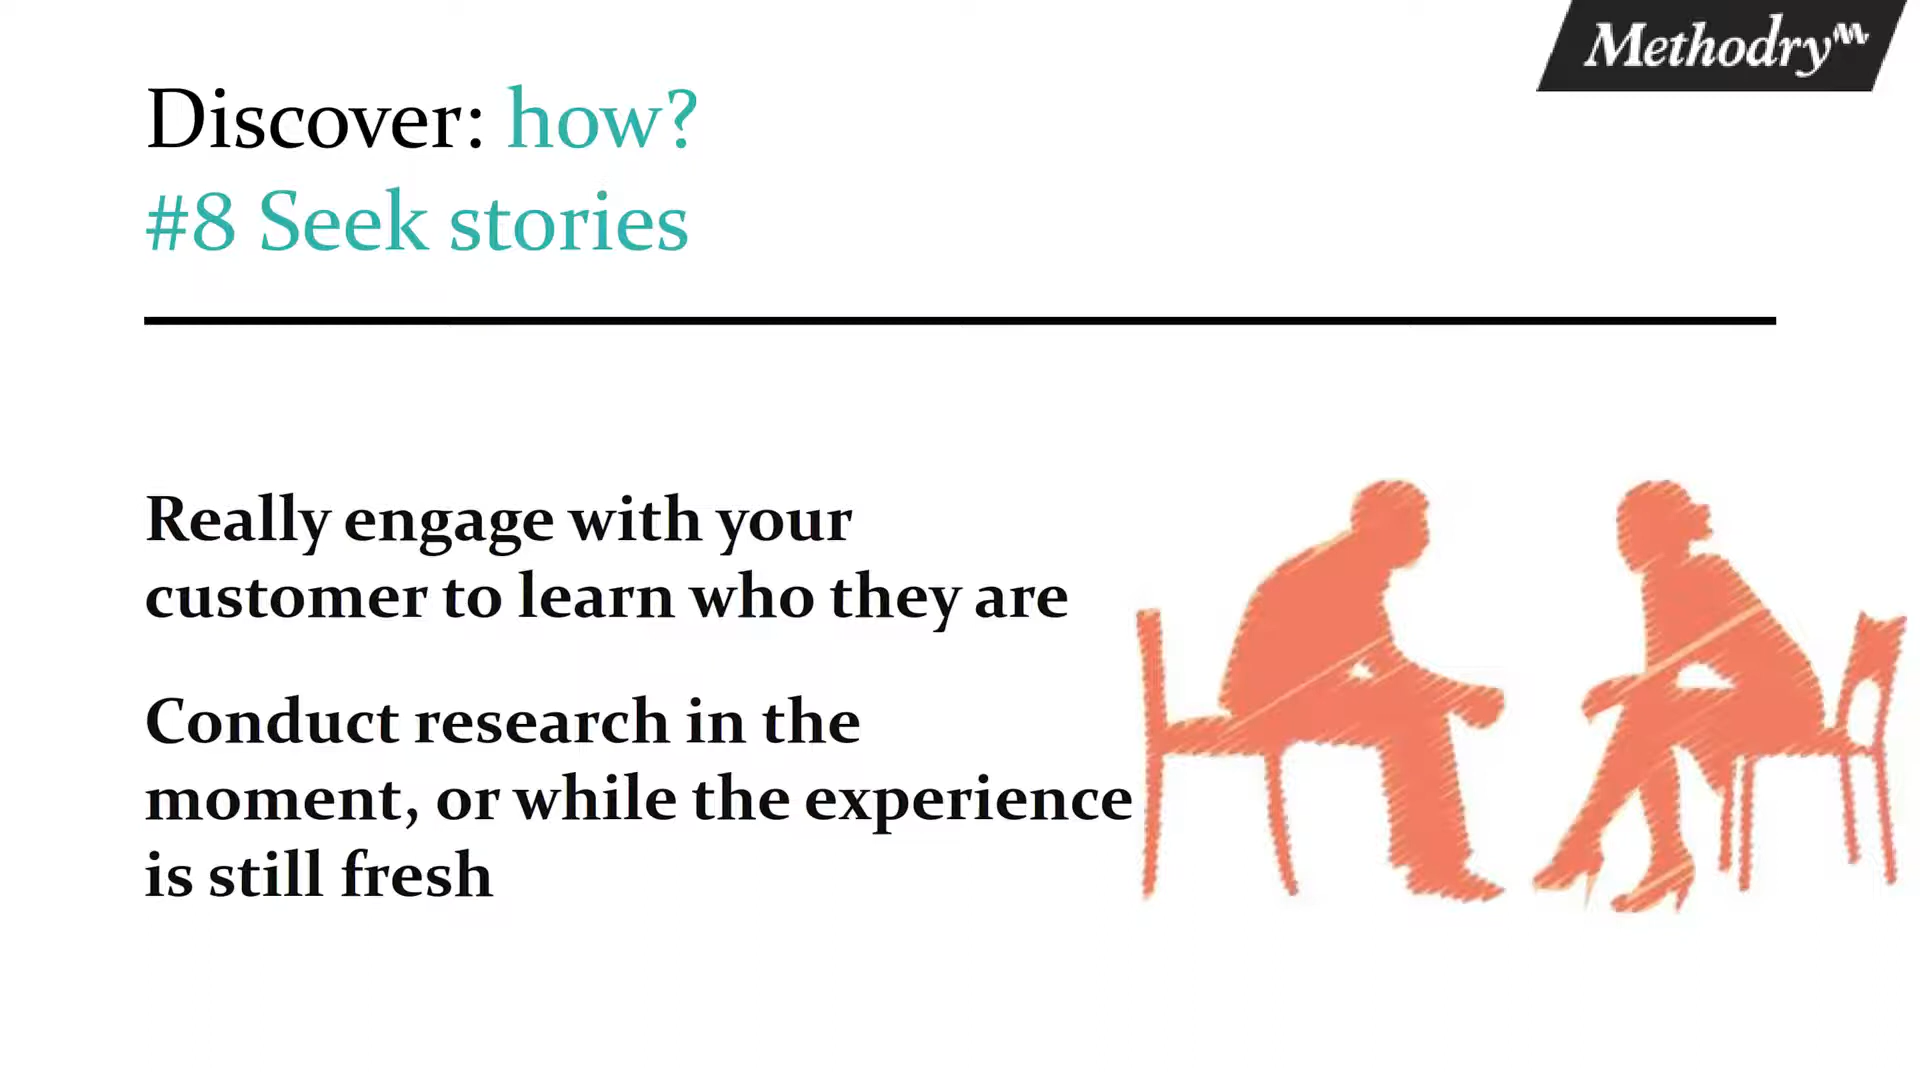 Methodry
Discover: how?
#8 Seek stories
Really engage with your
customer to learn who they are
Conduct research in the
moment, or while the experience
is still fresh